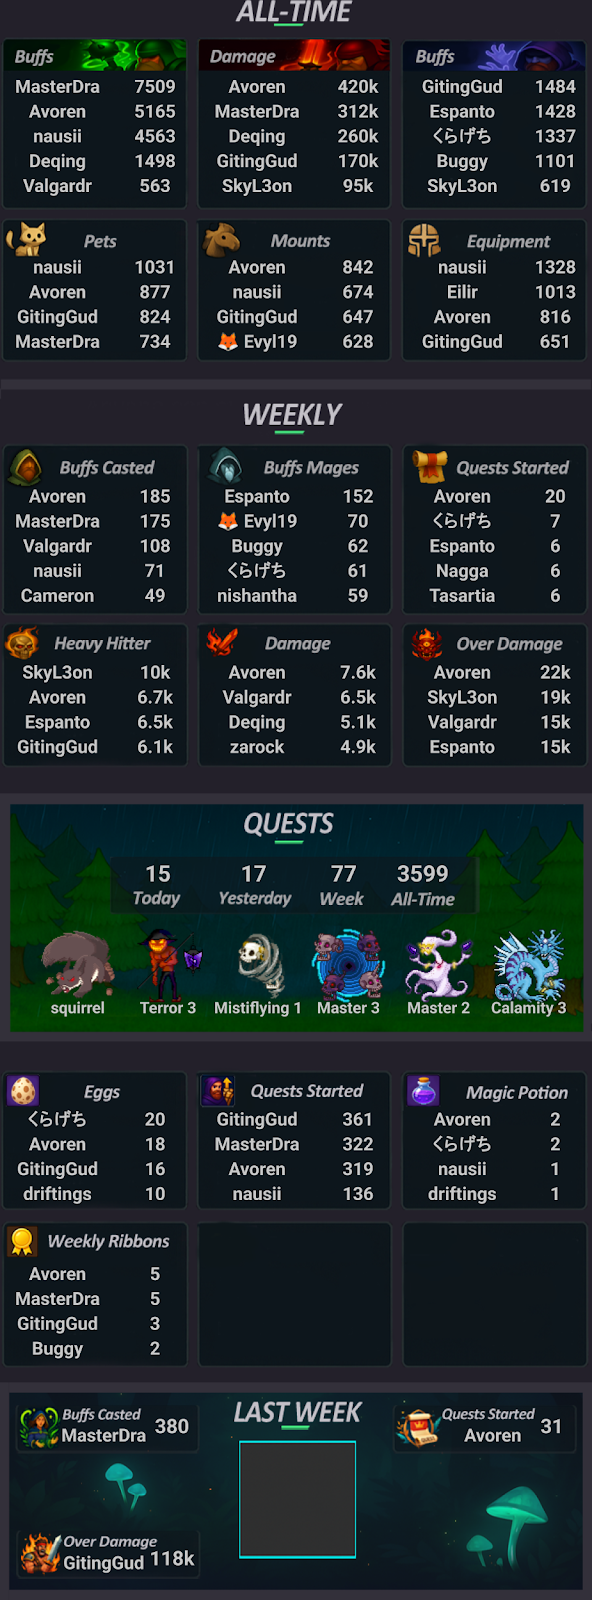 ALL-TIME
Buffs
MasterDra 7509
Avoren 5165
nausii 4563
Deqing 1498
Valgardr 563
Damage
Avoren 420k
MasterDra 312k
Deqing 260k
GitingGud 170k
SkyL3on 95k
Buffs
GitingGud 1484
Espanto 1428
くらげち 1337
Buggy 1101
SkyL3on 619
Pets
nausii 1031
Avoren 877
GitingGud 824
MasterDra 734
Mounts
Avoren 842
nausii 674
GitingGud 647
🦊 Evyl19 628
Equipment
nausii 1328
Eilir 1013
Avoren 816
GitingGud 651
WEEKLY
Buffs Casted
Avoren 185
MasterDra 175
Valgardr 108
nausii 71
Cameron 49
Buffs Mages
Espanto 152
🦊 Evyl19 70
Buggy 62
くらげち 61
nishantha 59
Quests Started
Avoren 20
くらげち 7
Espanto 6
Nagga 6
Tasartia 6
Heavy Hitter
SkyL3on 10k
Avoren 6.7k
Espanto 6.5k
GitingGud 6.1k
Damage
Avoren 7.6k
Valgardr 6.5k
Deqing 5.1k
zarock 4.9k
Over Damage
Avoren 22k
SkyL3on 19k
Valgardr 15k
Espanto 15k
QUESTS
15 17 77 3599
Today Yesterday Week All-Time
squirrel Terror 3 Mistiflying 1 Master 3 Master 2 Calamity 3
Eggs
くらげち 20
Avoren 18
GitingGud 16
driftings 10
Quests Started
GitingGud 361
MasterDra 322
Avoren 319
nausii 136
Magic Potion
Avoren 2
くらげち 2
nausii 1
driftings 1
Weekly Ribbons
Avoren 5
MasterDra 5
GitingGud 3
Buggy 2
LAST WEEK
Buffs Casted
MasterDra 380
Quests Started
Avoren 31
Over Damage
GitingGud 118k